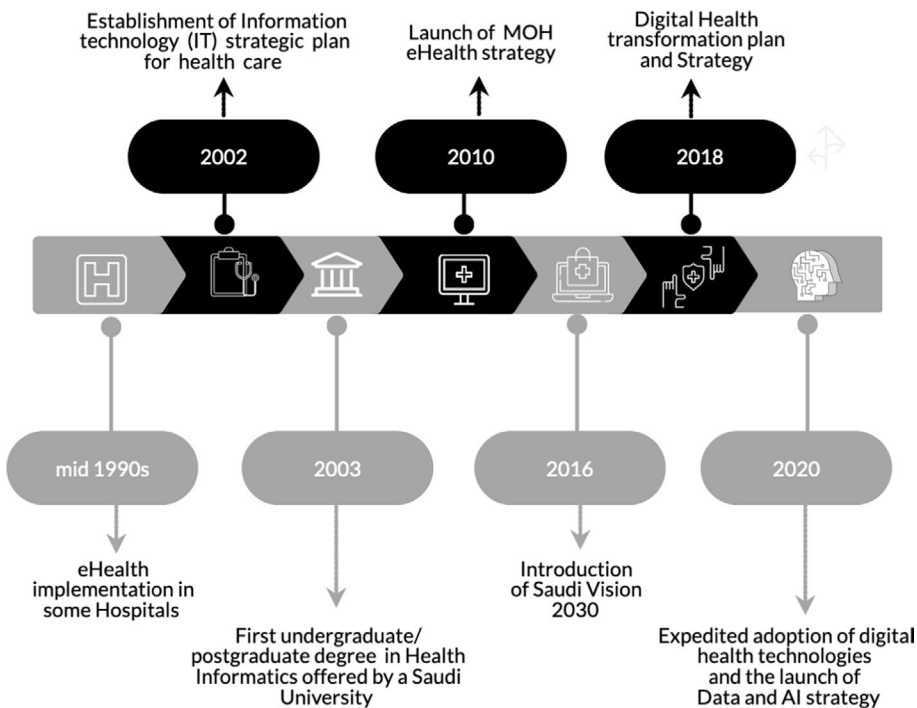 Establishment of Information
technology (IT) strategic plan
for health care
Launch of MOH
eHealth strategy
Digital Health
transformation plan
and Strategy
2002
2010
2018
H
mid 1990s
2003
2016
2020
eHealth
implementation in
some Hospitals
First undergraduate/
postgraduate degree in Health
Informatics offered by a Saudi
University
Introduction
of Saudi Vision
2030
Expedited adoption of digital
health technologies
and the launch of
Data and AI strategy